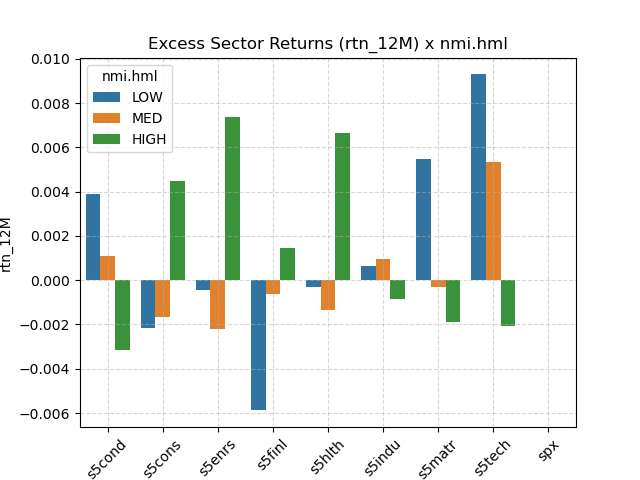 Excess Sector Returns (rtn_12M) x nmi.hml
nmi.hml
LOW
MED
HIGH
rtn_12M
0.010
0.008
0.006
0.004
0.002
0.000
−0.002
−0.004
−0.006
s5cond
s5cons
s5enrs
s5finl
s5hlth
s5indu
s5matr
s5tech
spx